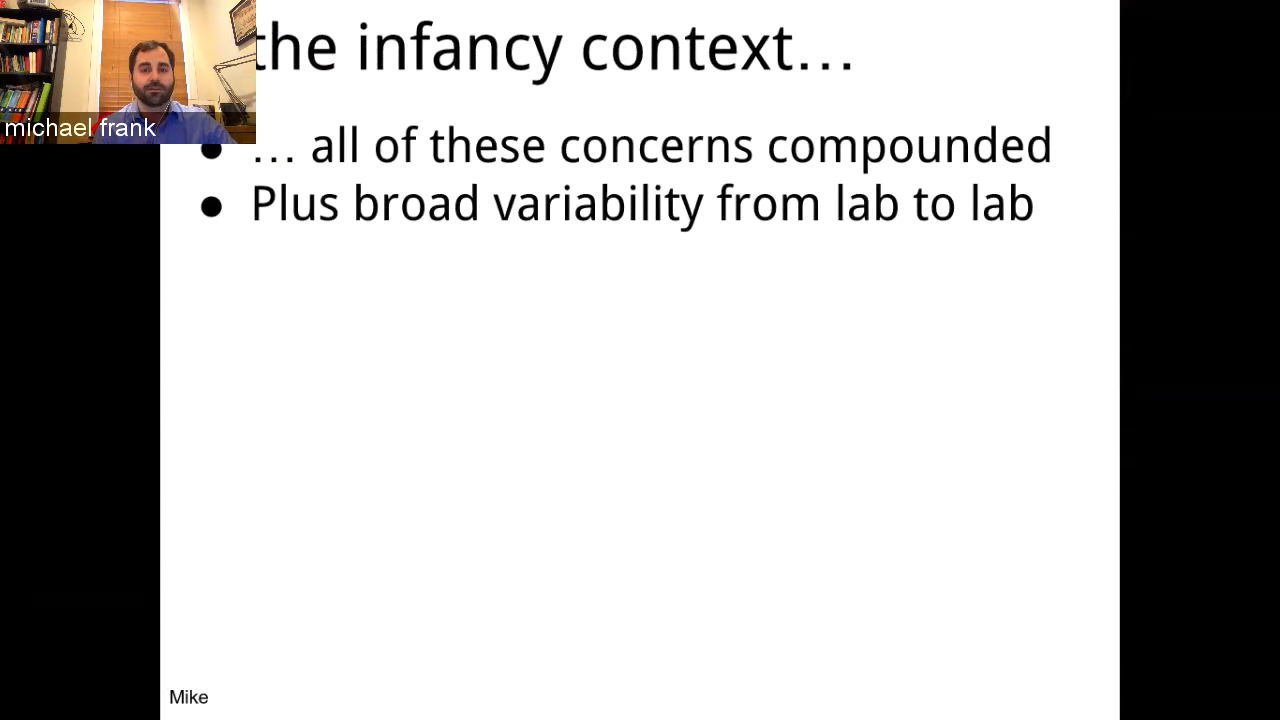 the infancy context…
michael frank
● … all of these concerns compounded
● Plus broad variability from lab to lab
Mike